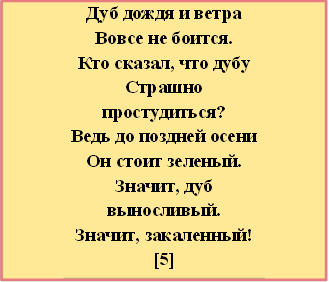 Дуб дождя и ветра
Вовсе не боится.
Кто сказал, что дубу
Страшно
простудиться?
Ведь до поздней осени
Он стоит зеленый.
Значит, дуб
выносливый.
Значит, закаленный!
[5]